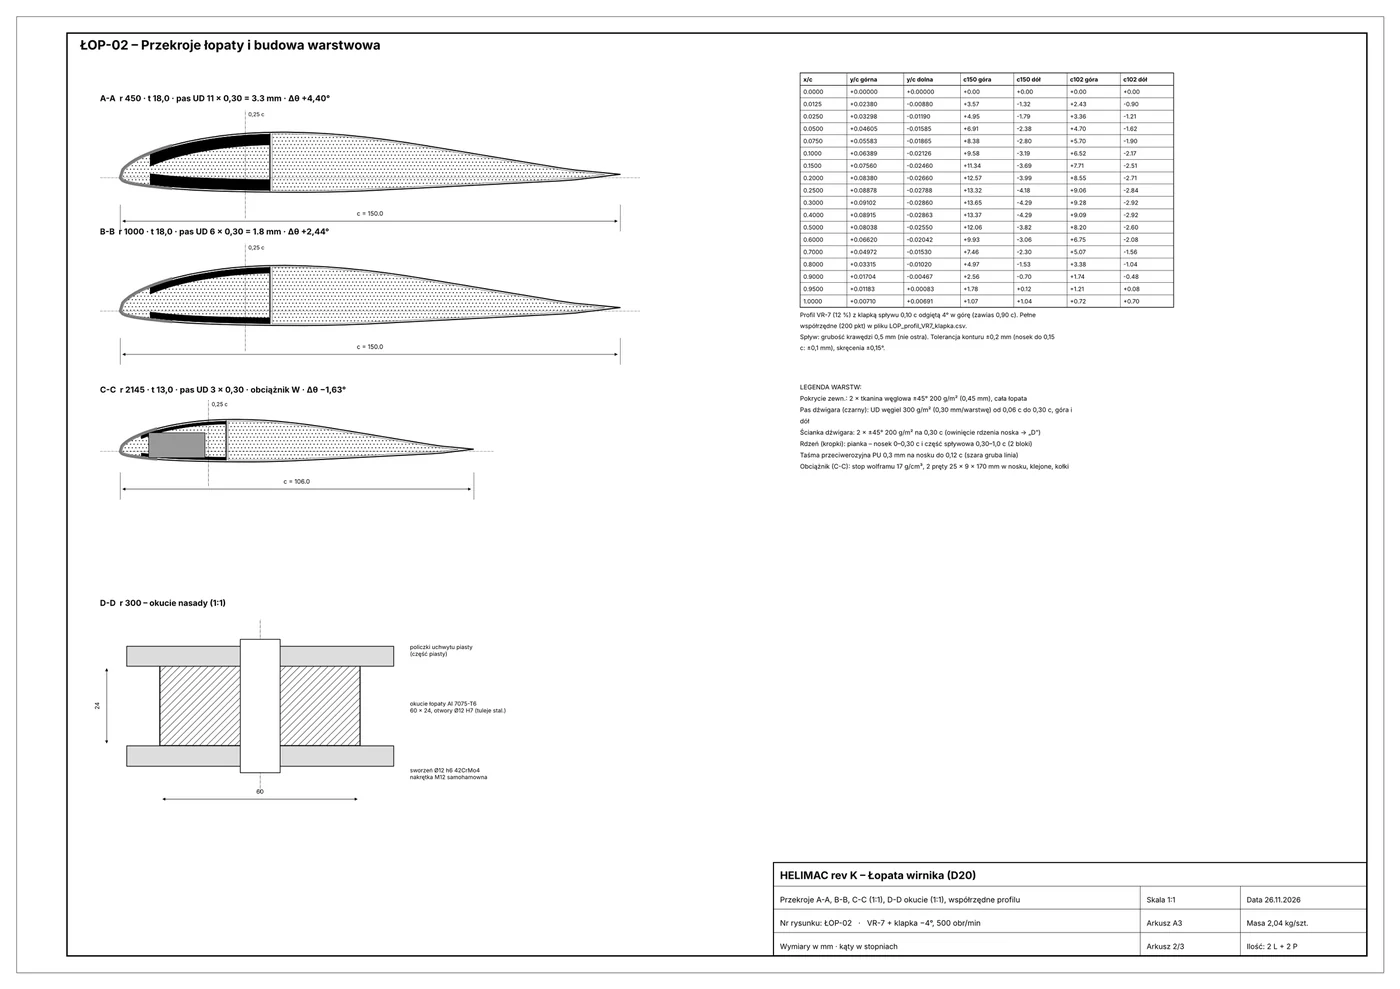 ŁOP-02 – Przekroje łopaty i budowa warstwowa
A-A r 450 · t 18,0 · pas UD 11 × 0,30 = 3.3 mm · Δθ +4,40°
0,25 c
c = 150.0
B-B r 1000 · t 18,0 · pas UD 6 × 0,30 = 1.8 mm · Δθ +2,44°
0,25 c
c = 150.0
C-C r 2145 · t 13,0 · pas UD 3 × 0,30 · obciążnik W · Δθ −1,63°
0,25 c
c = 106.0
D-D r 300 – okucie nasady (1:1)
policzki uchwytu piasty
(część piasty)
24
okucie łopaty Al 7075-T6
60 × 24, otwory Ø12 H7 (tuleje stal.)
sworzeń Ø12 h6 42CrMo4
nakrętka M12 samohamowna
60
x/c y/c górna y/c dolna c150 góra c150 dół c102 góra c102 dół
0.0000 +0.00000 +0.00000 +0.00 +0.00 +0.00 +0.00
0.0125 +0.02380 -0.00880 +3.57 -1.32 +2.43 -0.90
0.0250 +0.03298 -0.01190 +4.95 -1.79 +3.36 -1.21
0.0500 +0.04605 -0.01585 +6.91 -2.38 +4.70 -1.62
0.0750 +0.05583 -0.01865 +8.38 -2.80 +5.70 -1.90
0.1000 +0.06389 -0.02126 +9.58 -3.19 +6.52 -2.17
0.1500 +0.07560 -0.02460 +11.34 -3.69 +7.71 -2.51
0.2000 +0.08380 -0.02660 +12.57 -3.99 +8.55 -2.71
0.2500 +0.08878 -0.02788 +13.32 -4.18 +9.06 -2.84
0.3000 +0.09102 -0.02860 +13.65 -4.29 +9.28 -2.92
0.4000 +0.08915 -0.02863 +13.37 -4.29 +9.09 -2.92
0.5000 +0.08038 -0.02550 +12.06 -3.82 +8.20 -2.60
0.6000 +0.06620 -0.02042 +9.93 -3.06 +6.75 -2.08
0.7000 +0.04972 -0.01530 +7.46 -2.30 +5.07 -1.56
0.8000 +0.03315 -0.01020 +4.97 -1.53 +3.38 -1.04
0.9000 +0.01704 -0.00467 +2.56 -0.70 +1.74 -0.48
0.9500 +0.01183 +0.00083 +1.78 +0.12 +1.21 +0.08
1.0000 +0.00710 +0.00691 +1.07 +1.04 +0.72 +0.70
Profil VR-7 (12 %) z klapką spływu 0,10 c odgiętą 4° w górę (zawias 0,90 c). Pełne
współrzędne (200 pkt) w pliku LOP_profil_VR7_klapka.csv.
Spływ: grubość krawędzi 0,5 mm (nie ostra). Tolerancja konturu ±0,2 mm (nosek do 0,15
c: ±0,1 mm), skręcenia ±0,15°.
LEGENDA WARSTW:
Pokrycie zewn.: 2 × tkanina węglowa ±45° 200 g/m² (0,45 mm), cała łopata
Pas dźwigara (czarny): UD węgiel 300 g/m² (0,30 mm/warstwę) od 0,06 c do 0,30 c, góra i
dół
Ścianka dźwigara: 2 × ±45° 200 g/m² na 0,30 c (owinięcie rdzenia noska → „D”)
Rdzeń (kropki): pianka – nosek 0–0,30 c i część spływowa 0,30–1,0 c (2 bloki)
Taśma przeciwerozyjna PU 0,3 mm na nosku do 0,12 c (szara gruba linia)
Obciążnik (C-C): stop wolframu 17 g/cm³, 2 pręty 25 × 9 × 170 mm w nosku, klejone, kołki
HELIMAC rev K – Łopata wirnika (D20)
Przekroje A-A, B-B, C-C (1:1), D-D okucie (1:1), współrzędne profilu
Skala 1:1
Data 26.11.2026
Nr rysunku: ŁOP-02 · VR-7 + klapka −4°, 500 obr/min
Arkusz A3
Masa 2,04 kg/szt.
Wymiary w mm · kąty w stopniach
Arkusz 2/3
Ilość: 2 L + 2 P